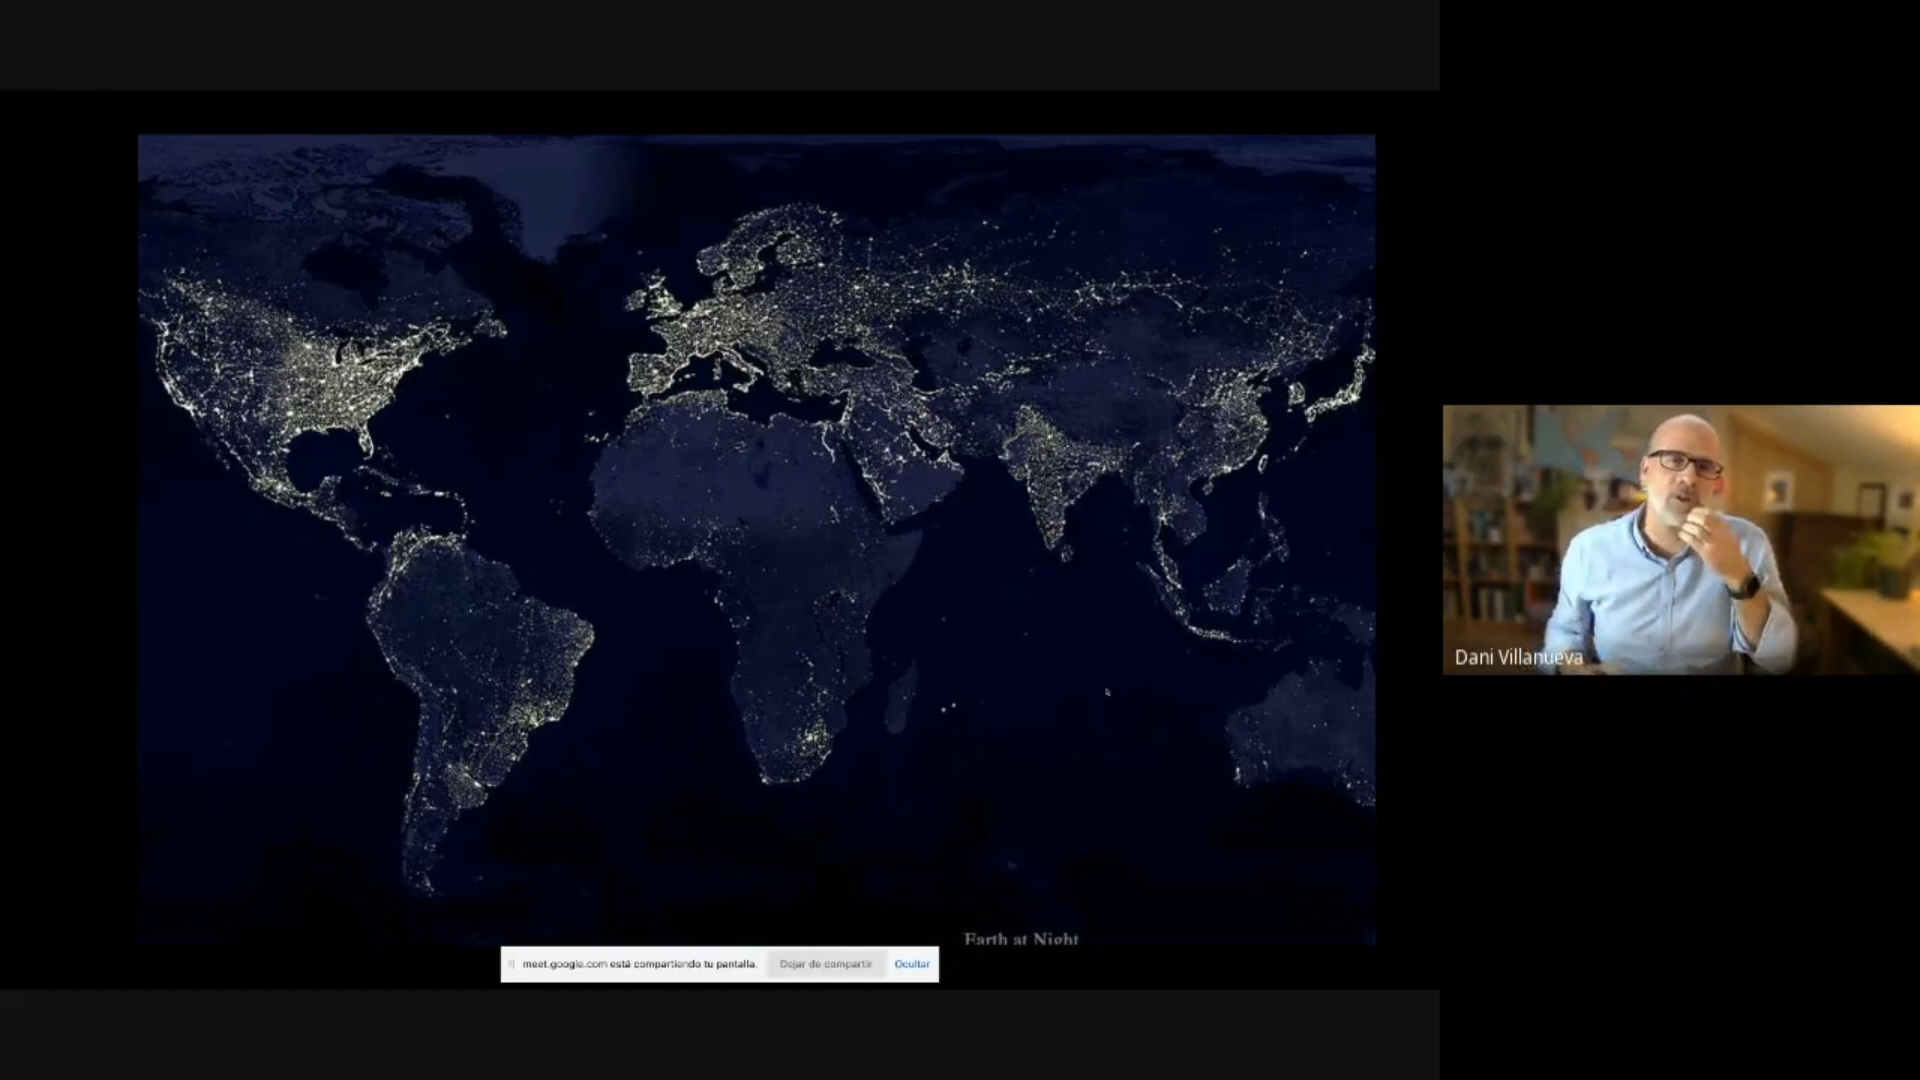 Dani Villanueva
Earth at Night
meet.google.com está compartiendo tu pantalla. Dejar de compartir Ocultar